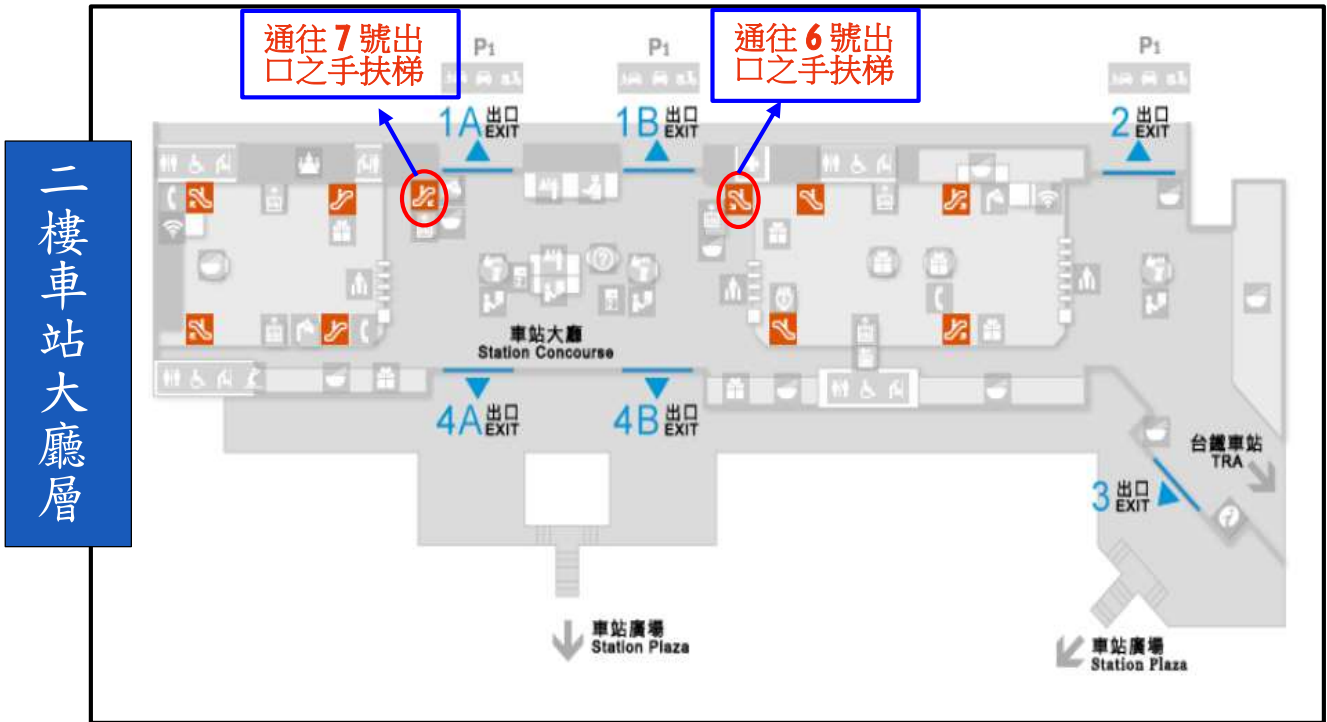 通往 7 號出
口之手扶梯
通往 6 號出
口之手扶梯
P1
P1
P1
1A 出口 EXIT
1B 出口 EXIT
2 出口 EXIT
二樓車站大廳層
車站大廳
Station Concourse
4A 出口 EXIT
4B 出口 EXIT
台鐵車站
TRA
3 出口 EXIT
車站廣場
Station Plaza
車站廣場
Station Plaza